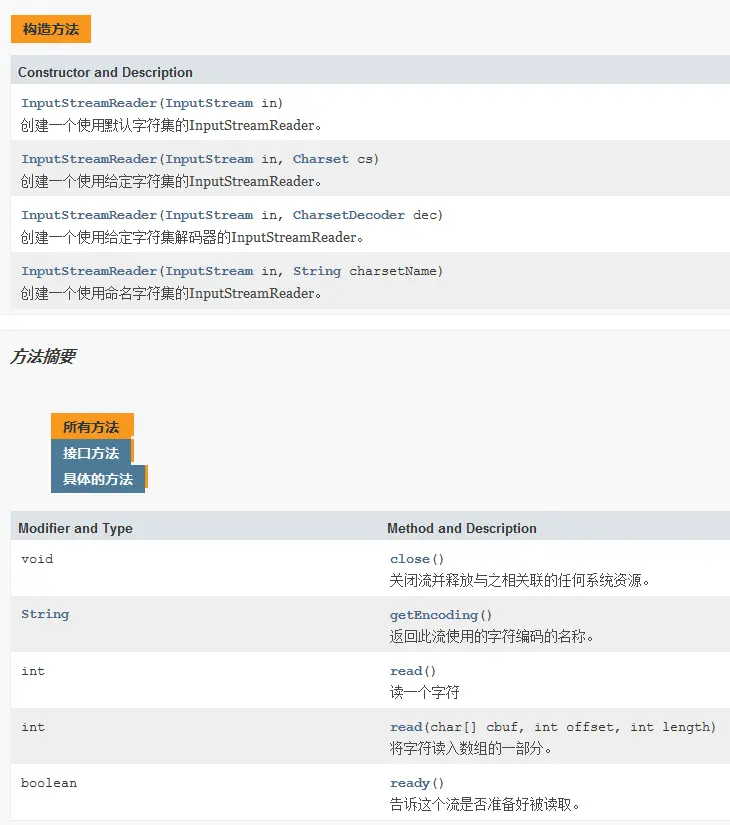 构造方法
Constructor and Description
InputStreamReader(InputStream in)
创建一个使用默认字符集的InputStreamReader。
InputStreamReader(InputStream in, Charset cs)
创建一个使用给定字符集的InputStreamReader。
InputStreamReader(InputStream in, CharsetDecoder dec)
创建一个使用给定字符集解码器的InputStreamReader。
InputStreamReader(InputStream in, String charsetName)
创建一个使用命名字符集的InputStreamReader。
方法摘要
所有方法
接口方法
具体的方法
Modifier and Type Method and Description
void close()
关闭流并释放与之相关联的任何系统资源。
String getEncoding()
返回此流使用的字符编码的名称。
int read()
读一个字符
int read(char[] cbuf, int offset, int length)
将字符读入数组的一部分。
boolean ready()
告诉这个流是否准备好被读取。